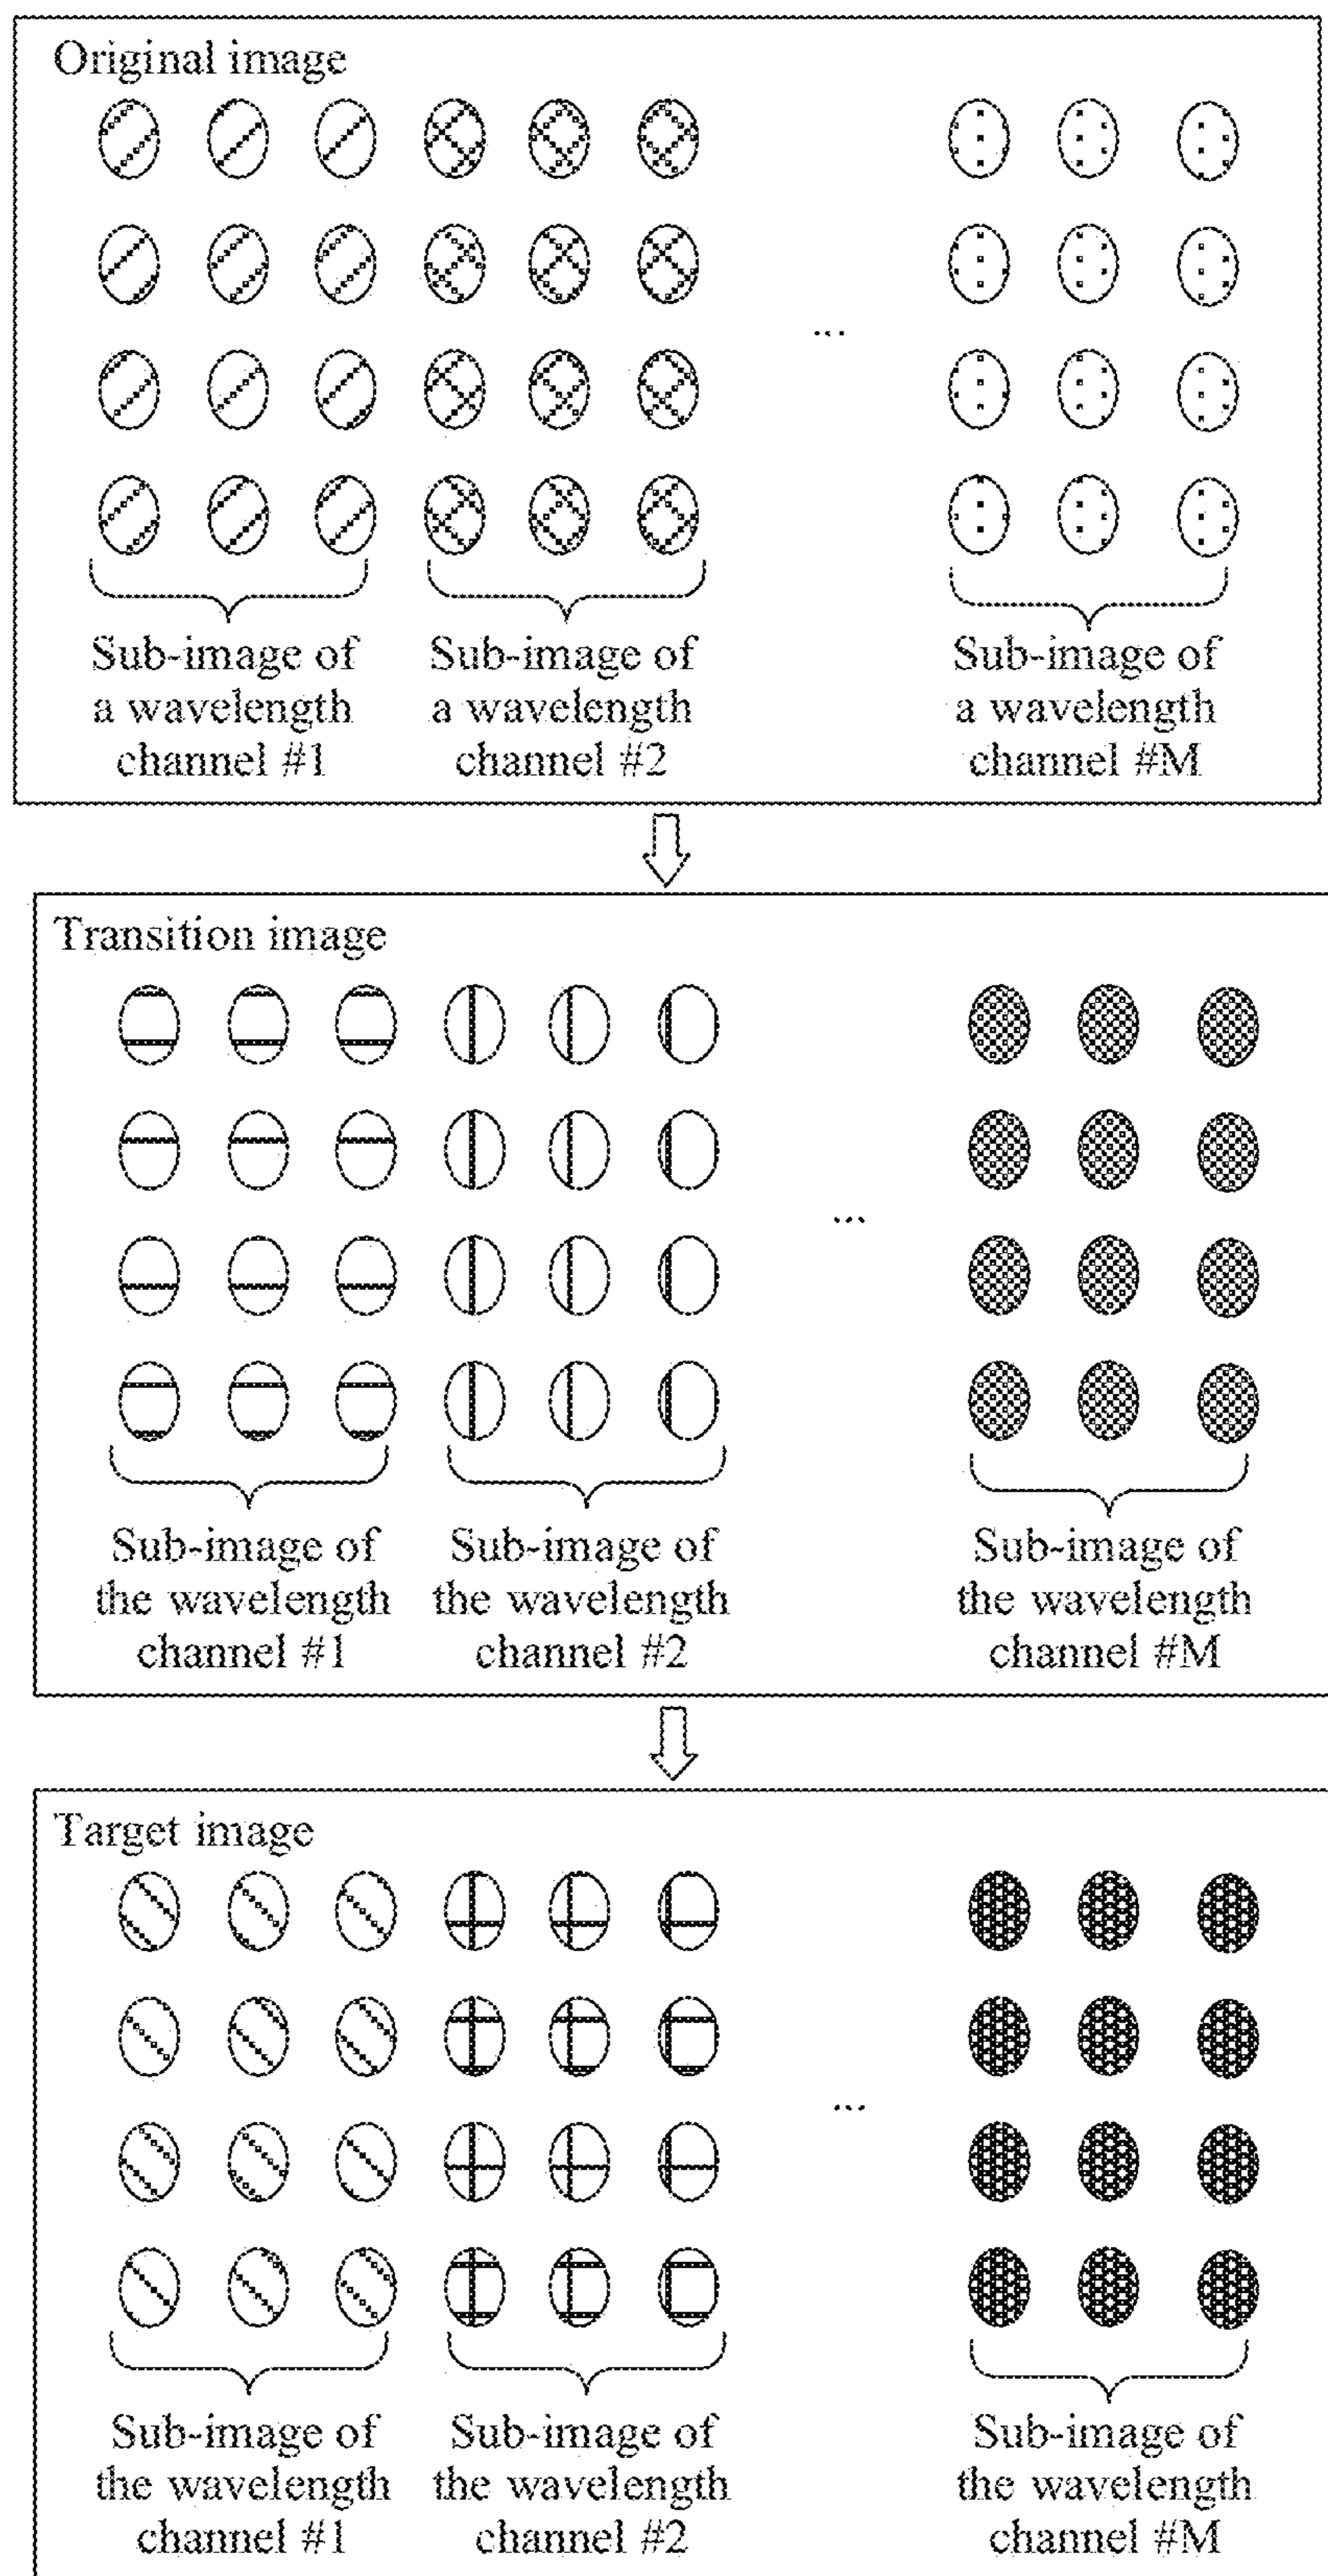 Original image
...
Sub-image of
a wavelength
channel #1
Sub-image of
a wavelength
channel #2
Sub-image of
a wavelength
channel #M
Transition image
...
Sub-image of
the wavelength
channel #1
Sub-image of
the wavelength
channel #2
Sub-image of
the wavelength
channel #M
Target image
...
Sub-image of
the wavelength
channel #1
Sub-image of
the wavelength
channel #2
Sub-image of
the wavelength
channel #M